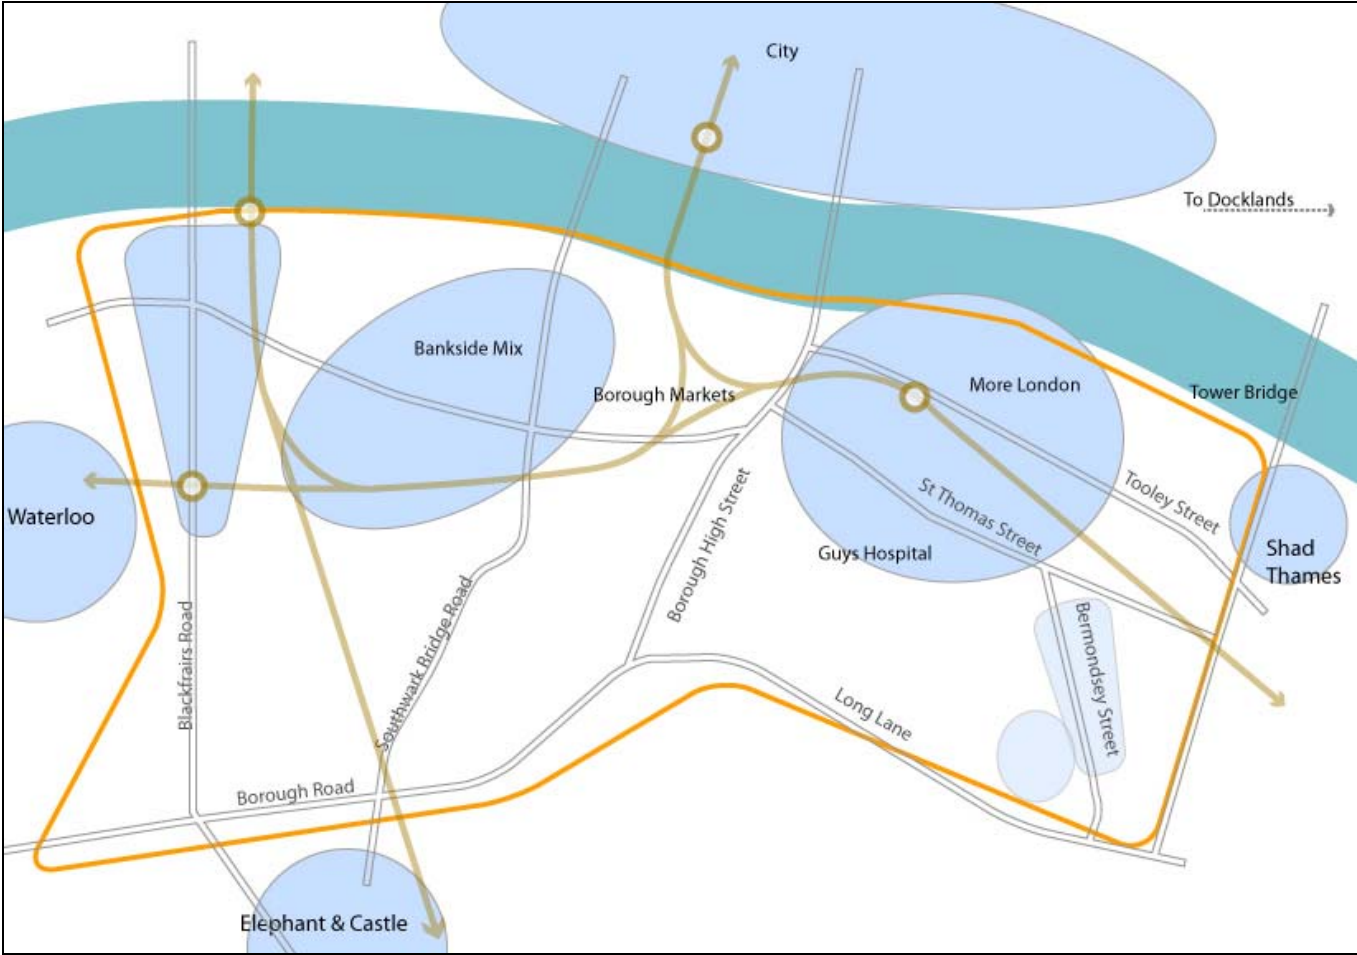 City
To Docklands
Bankside Mix
More London
Borough Markets
Tower Bridge
Waterloo
Tooley Street
St Thomas Street
Borough High Street
Guys Hospital
Shad
Thames
Blackfriars Road
Southwark Bridge Road
Bermondsey Street
Long Lane
Borough Road
Elephant & Castle